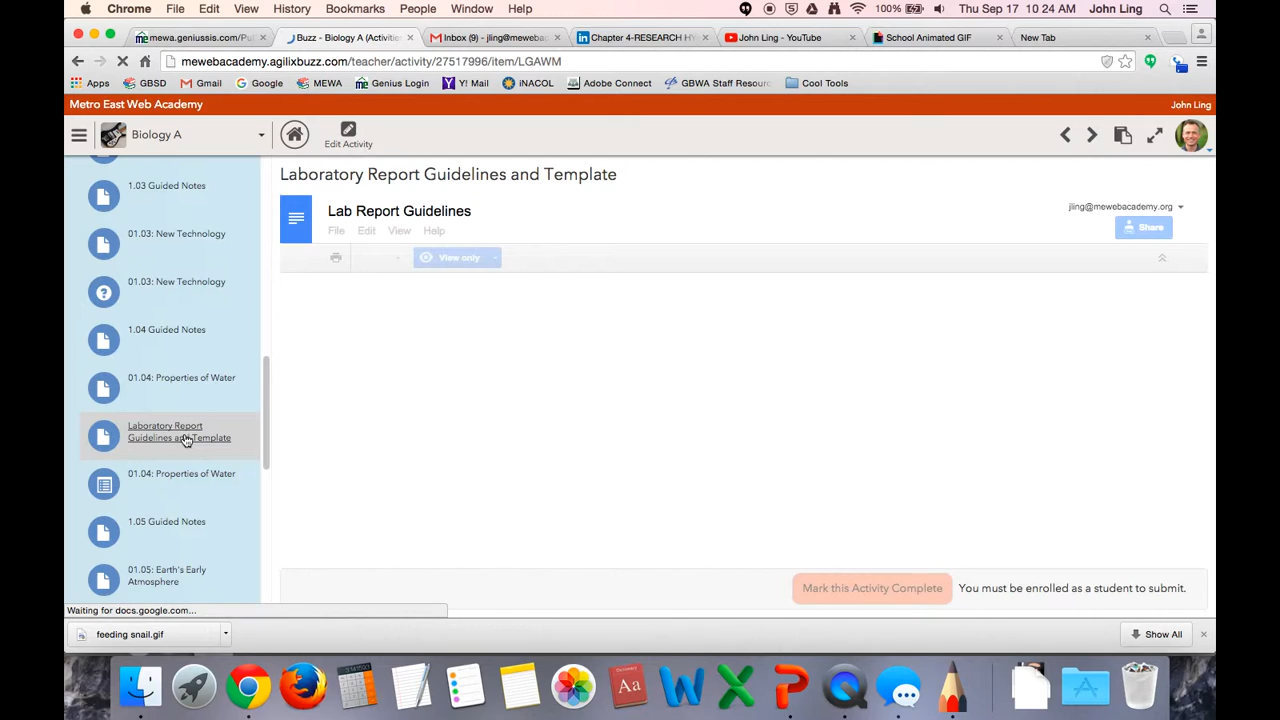 Chrome File Edit View History Bookmarks People Window Help 100% Thu Sep 17 10:24 AM John Ling
mewa.geniussis.com/Pu Buzz - Biology A (Activitie Inbox (9) - jling@meweba Chapter 4-RESEARCH HY John Ling - YouTube School Animated GIF New Tab
mewebacademy.agilixbuzz.com/teacher/activity/27517996/item/LGAWM
Apps GBSD Gmail Google MEWA Genius Login Y! Mail iNACOL Adobe Connect GBWA Staff Resourc Cool Tools
Metro East Web Academy John Ling
Biology A Edit Activity
1.03 Guided Notes
01.03: New Technology
01.03: New Technology
1.04 Guided Notes
01.04: Properties of Water
Laboratory Report
Guidelines and Template
01.04: Properties of Water
1.05 Guided Notes
01.05: Earth's Early
Atmosphere
Laboratory Report Guidelines and Template
Lab Report Guidelines
jling@mewebacademy.org
File Edit View Help
Share
View only
Mark this Activity Complete You must be enrolled as a student to submit.
Waiting for docs.google.com...
feeding snail.gif Show All